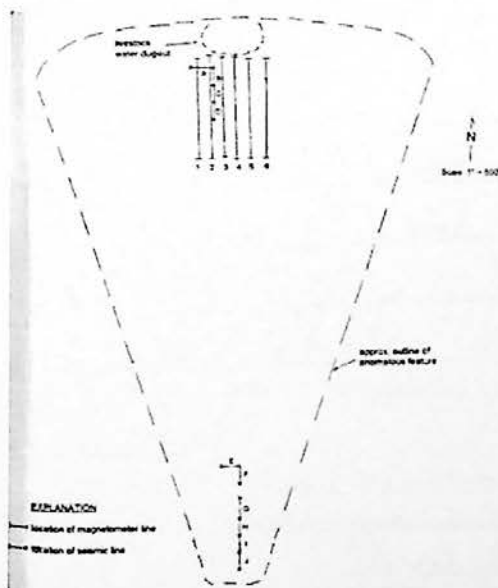 livestock
water dugout
1 2 3 4 5 6
N
approx. outline of
anomalous feature
E
F
G
H
I
J
EXPLANATION
location of magnetometer line
location of seismic line